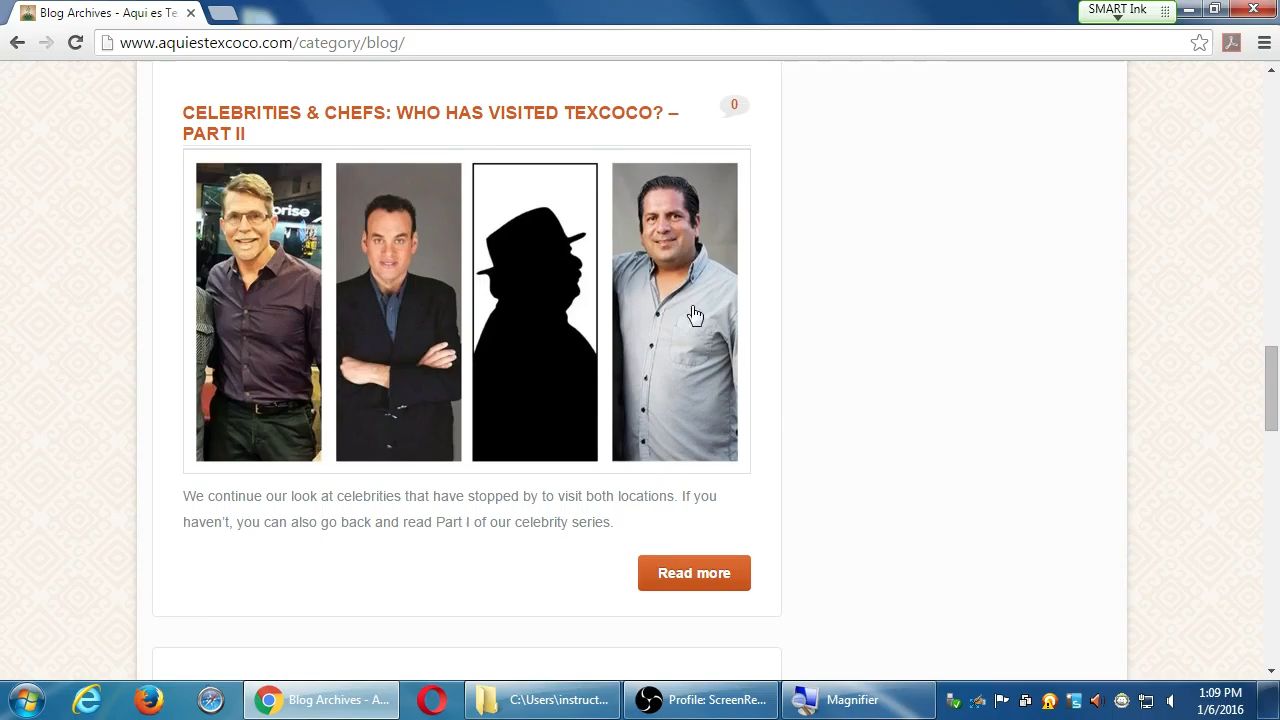 Blog Archives - Aqui es Te
SMART Ink
www.aquiestexcoco.com/category/blog/
CELEBRITIES & CHEFS: WHO HAS VISITED TEXCOCO? –
PART II
0
prise
We continue our look at celebrities that have stopped by to visit both locations. If you
haven't, you can also go back and read Part I of our celebrity series.
Read more
Blog Archives - A...
C:\Users\instruct...
Profile: ScreenRe...
Magnifier
1:09 PM
1/6/2016